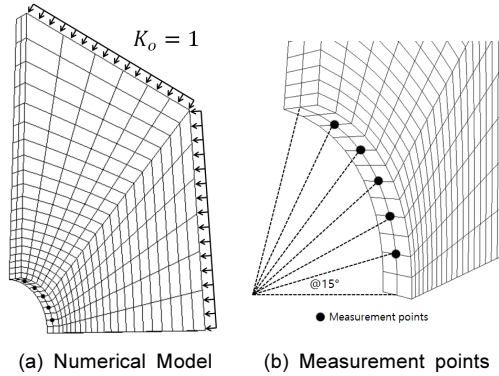 K_o = 1
@15°
● Measurement points
(a) Numerical Model
(b) Measurement points